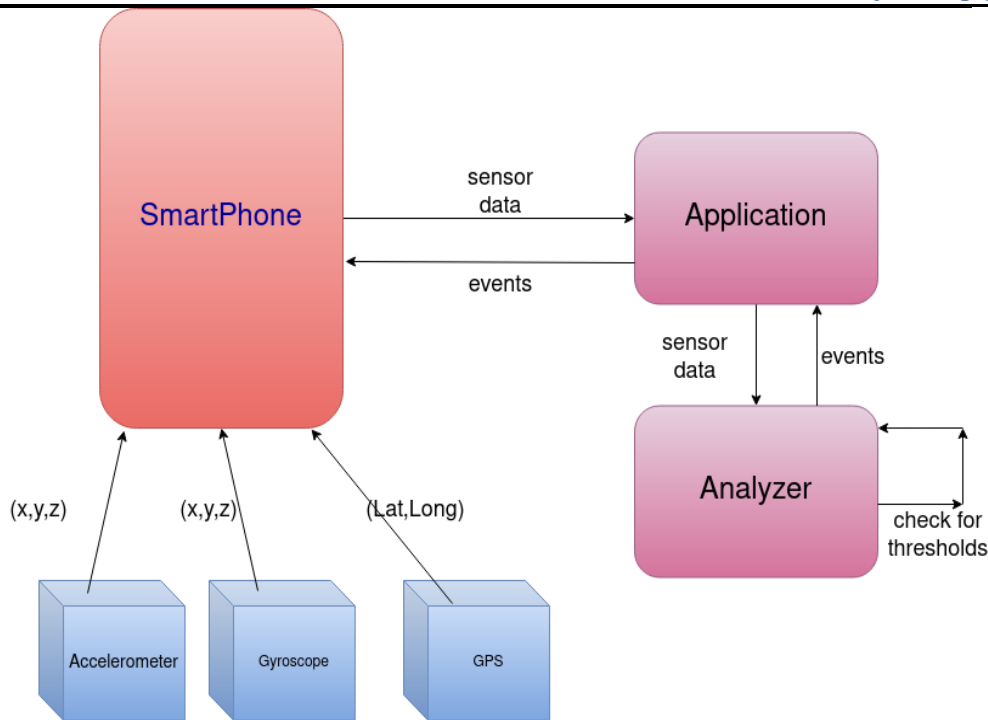 SmartPhone
sensor
data
Application
events
sensor
data
events
Analyzer
check for
thresholds
(x,y,z)
(x,y,z)
(Lat,Long)
Accelerometer
Gyroscope
GPS